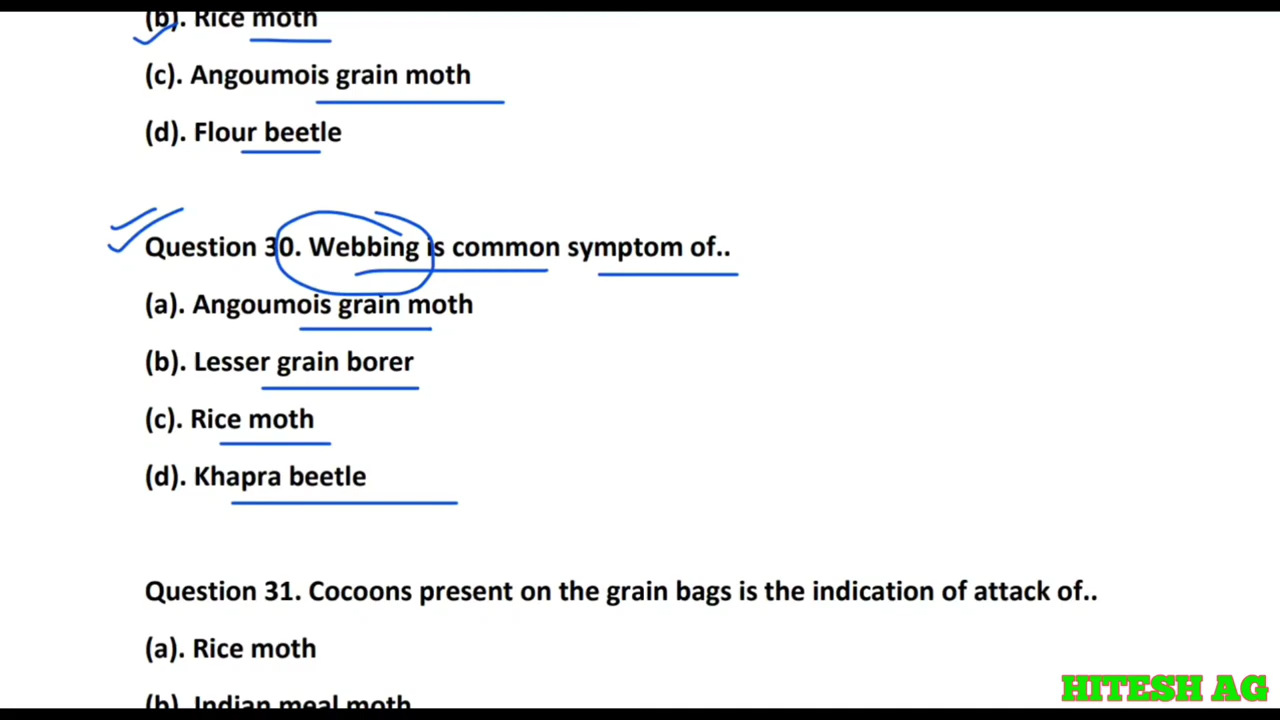 (b). Rice moth
(c). Angoumois grain moth
(d). Flour beetle
Question 30. Webbing is common symptom of..
(a). Angoumois grain moth
(b). Lesser grain borer
(c). Rice moth
(d). Khapra beetle
Question 31. Cocoons present on the grain bags is the indication of attack of..
(a). Rice moth
(b). Indian meal moth
HITESH AG